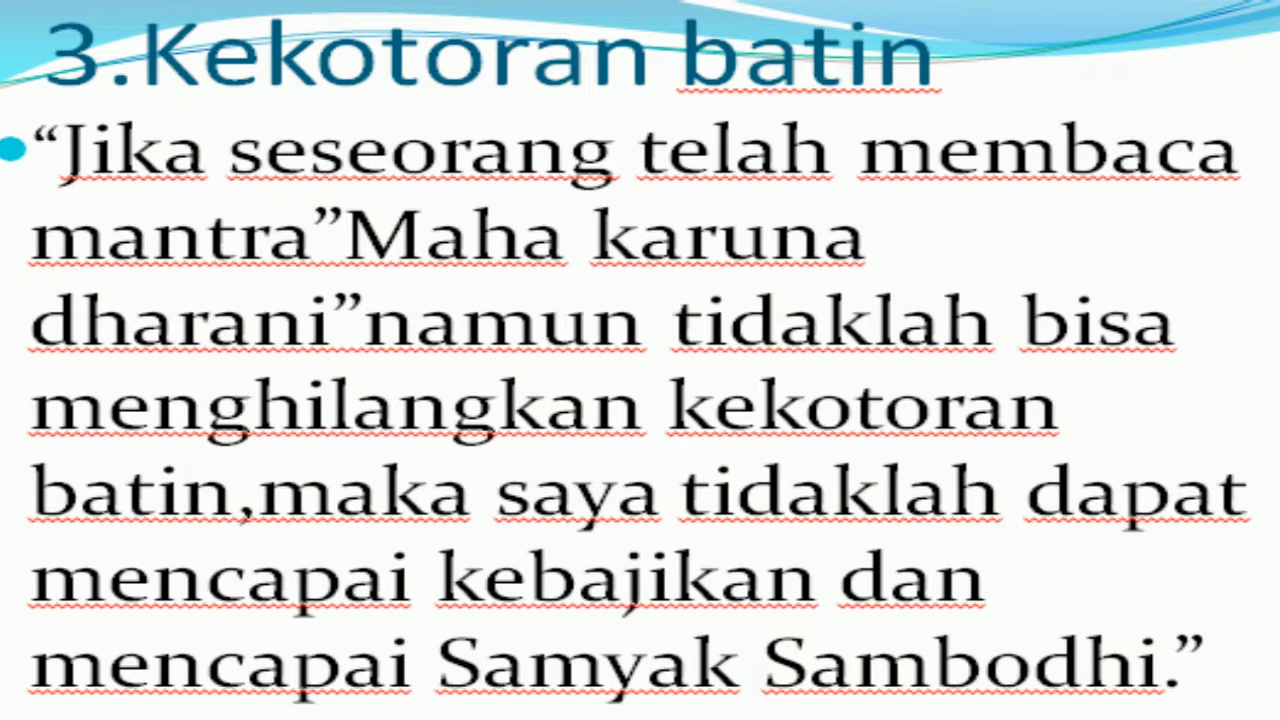 3.Kekotoran batin
•“Jika seseorang telah membaca
mantra”Maha karuna
dharani”namun tidaklah bisa
menghilangkan kekotoran
batin,maka saya tidaklah dapat
mencapai kebajikan dan
mencapai Samyak Sambodhi.”